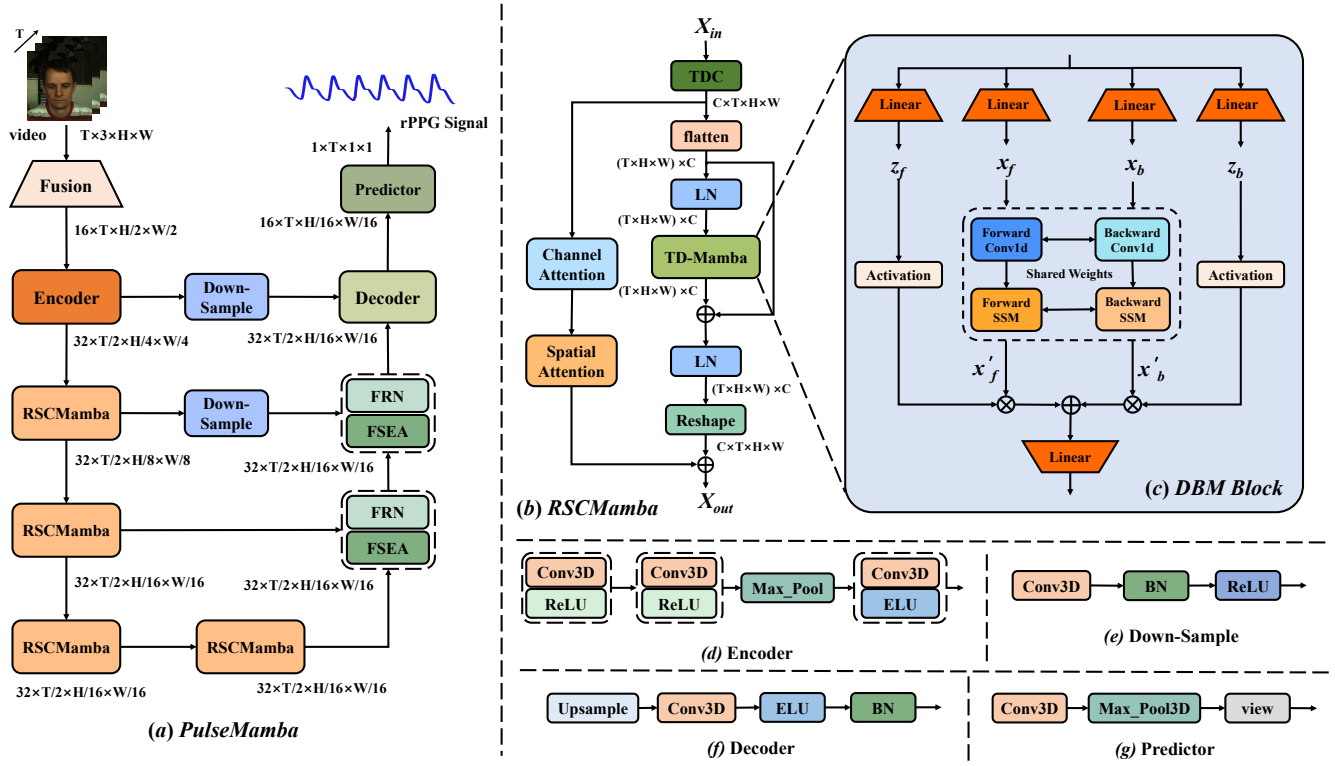 T
video
T×3×H×W
Fusion
16×T×H/2×W/2
Encoder
Down-
Sample
Decoder
32×T/2×H/4×W/4
32×T/2×H/16×W/16
rPPG Signal
1×T×1×1
Predictor
16×T×H/16×W/16
RSCMamba
Down-
Sample
FRN
FSEA
32×T/2×H/8×W/8
32×T/2×H/16×W/16
RSCMamba
FRN
FSEA
32×T/2×H/16×W/16
32×T/2×H/16×W/16
RSCMamba
RSCMamba
32×T/2×H/16×W/16
32×T/2×H/16×W/16
(a) PulseMamba
X_in
TDC
C×T×H×W
flatten
(T×H×W) ×C
LN
(T×H×W) ×C
Channel
Attention
TD-Mamba
(T×H×W) ×C
Spatial
Attention
LN
(T×H×W) ×C
Reshape
C×T×H×W
X_out
(b) RSCMamba
Linear
Linear
Linear
Linear
z_f
x_f
x_b
z_b
Forward
Conv1d
Backward
Conv1d
Activation
Shared Weights
Activation
Forward
SSM
Backward
SSM
x'_f
x'_b
Linear
(c) DBM Block
Conv3D
ReLU
Conv3D
ReLU
Max_Pool
Conv3D
ELU
(d) Encoder
Conv3D
BN
ReLU
(e) Down-Sample
Upsample
Conv3D
ELU
BN
(f) Decoder
Conv3D
Max_Pool3D
view
(g) Predictor